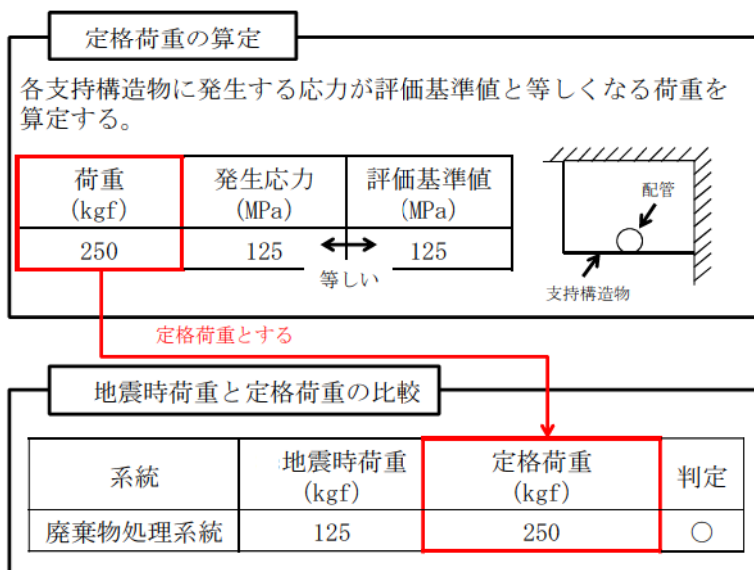 定格荷重の算定
各支持構造物に発生する応力が評価基準値と等しくなる荷重を
算定する。
荷重
(kgf)
発生応力
(MPa)
評価基準値
(MPa)
250
125
125
等しい
配管
支持構造物
定格荷重とする
地震時荷重と定格荷重の比較
系統
地震時荷重
(kgf)
定格荷重
(kgf)
判定
廃棄物処理系統
125
250
○